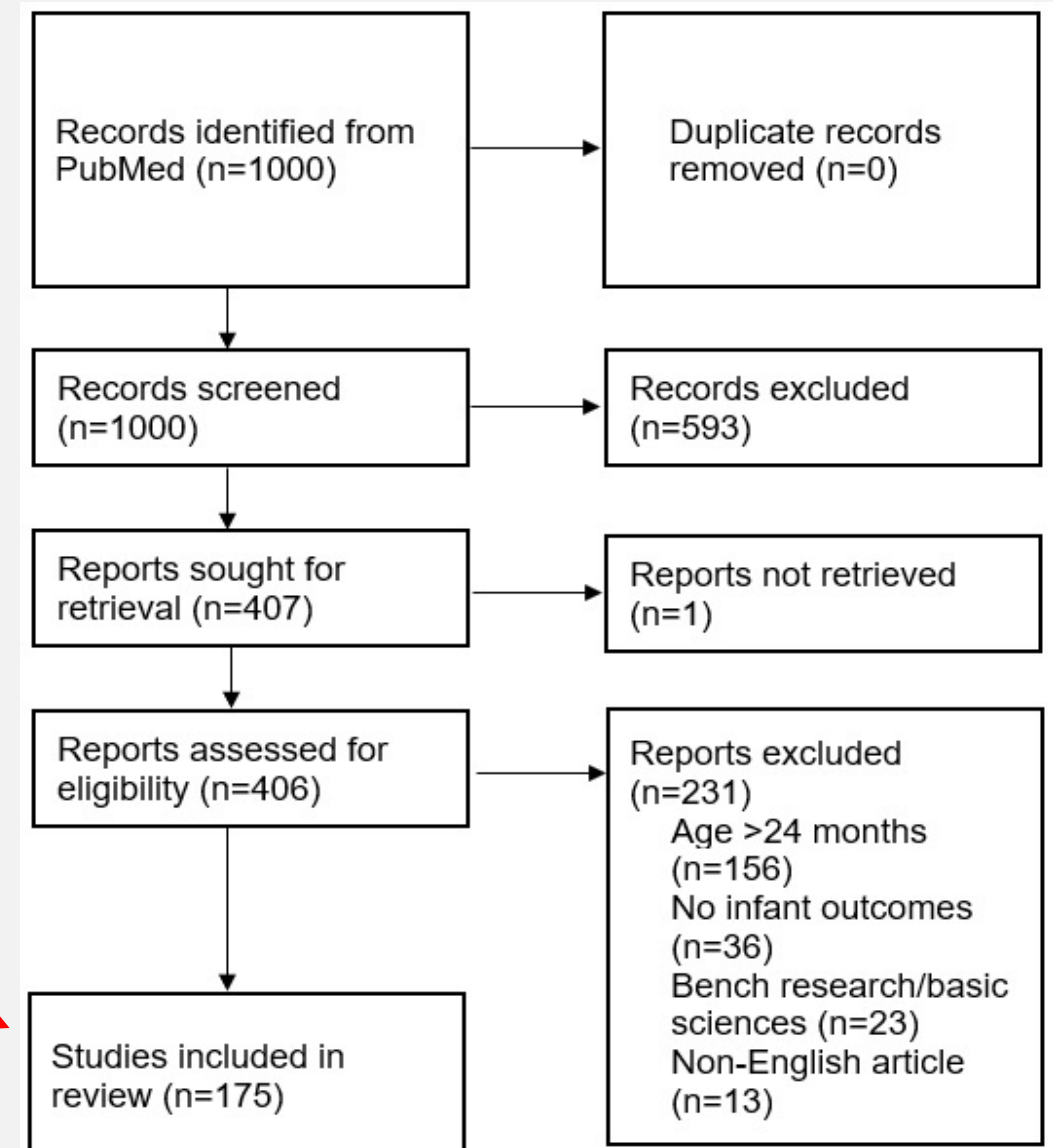 Records identified from
PubMed (n=1000)
Duplicate records
removed (n=0)
Records screened
(n=1000)
Records excluded
(n=593)
Reports sought for
retrieval (n=407)
Reports not retrieved
(n=1)
Reports assessed for
eligibility (n=406)
Reports excluded
(n=231)
Age >24 months
(n=156)
No infant outcomes
(n=36)
Bench research/basic
sciences (n=23)
Non-English article
(n=13)
Studies included in
review (n=175)